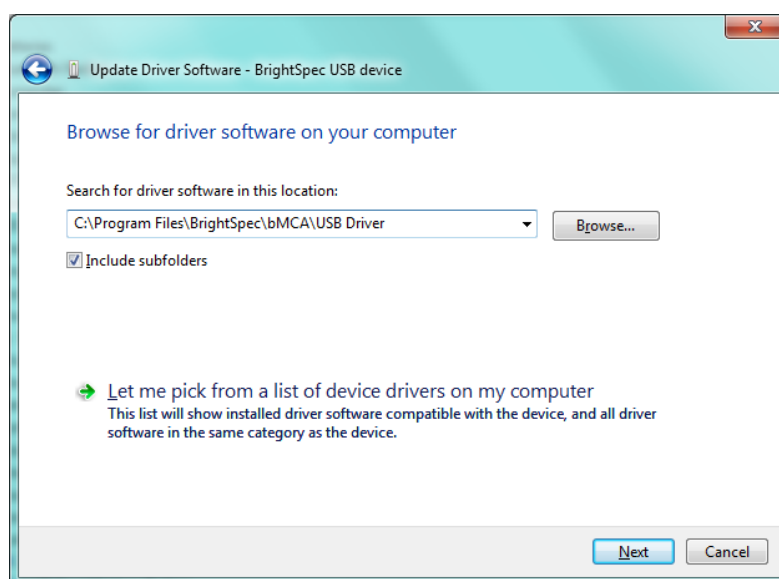 Update Driver Software - BrightSpec USB device
Browse for driver software on your computer
Search for driver software in this location:
C:\Program Files\BrightSpec\bMCA\USB Driver
Browse...
Include subfolders
Let me pick from a list of device drivers on my computer
This list will show installed driver software compatible with the device, and all driver
software in the same category as the device.
Next
Cancel